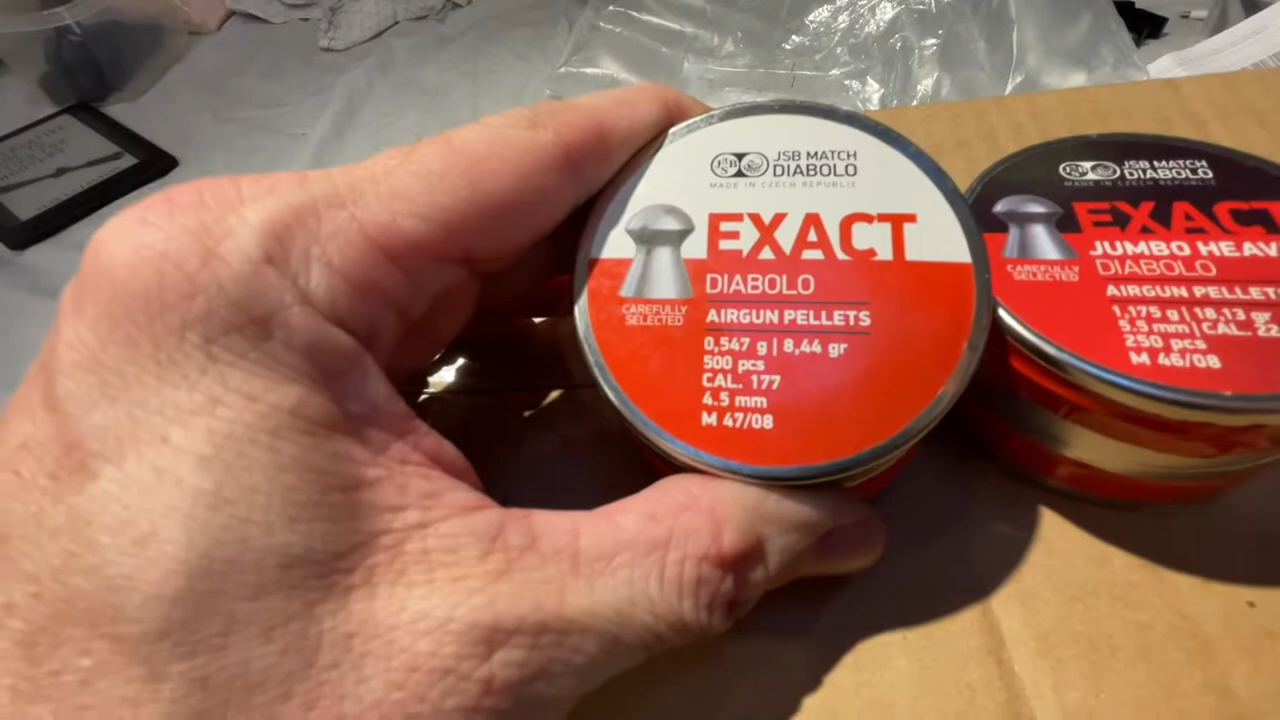 JSB MATCH
DIABOLO
MADE IN CZECH REPUBLIC
EXACT
DIABOLO
CAREFULLY
SELECTED
AIRGUN PELLETS
0,547 g | 8,44 gr
500 pcs
CAL. 177
4.5 mm
M 47/08
JSB MATCH
DIABOLO
MADE IN CZECH REPUBLIC
EXACT
JUMBO HEAV
DIABOLO
CAREFULLY
SELECTED
AIRGUN PELLETS
1,175 g | 18,13 gr
5.5 mm | CAL. 22
250 pcs
M 46/08